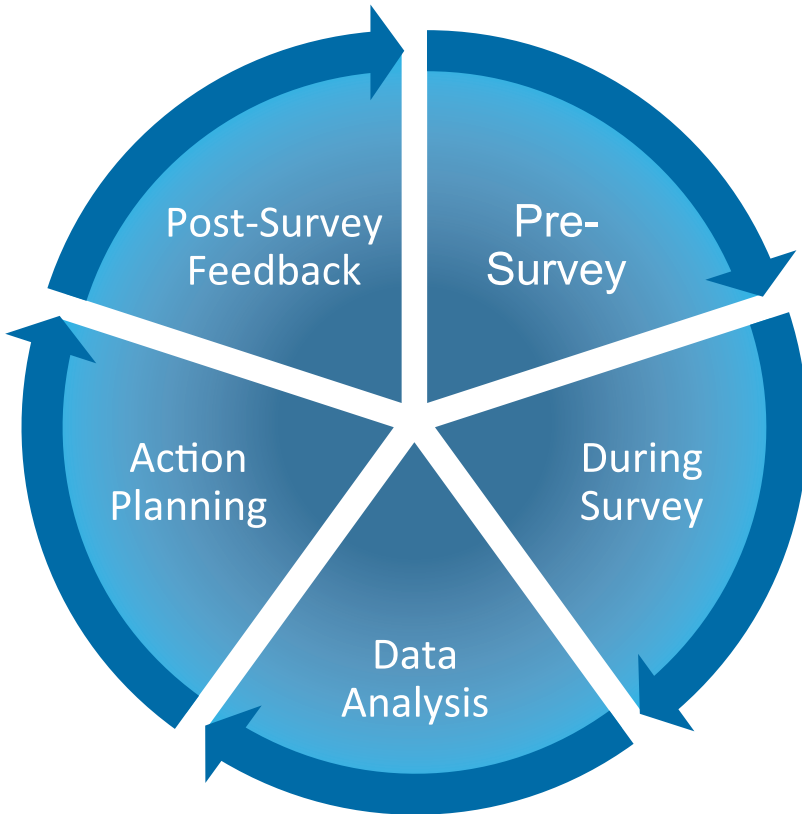 Pre-
Survey
During
Survey
Data
Analysis
Action
Planning
Post-Survey
Feedback